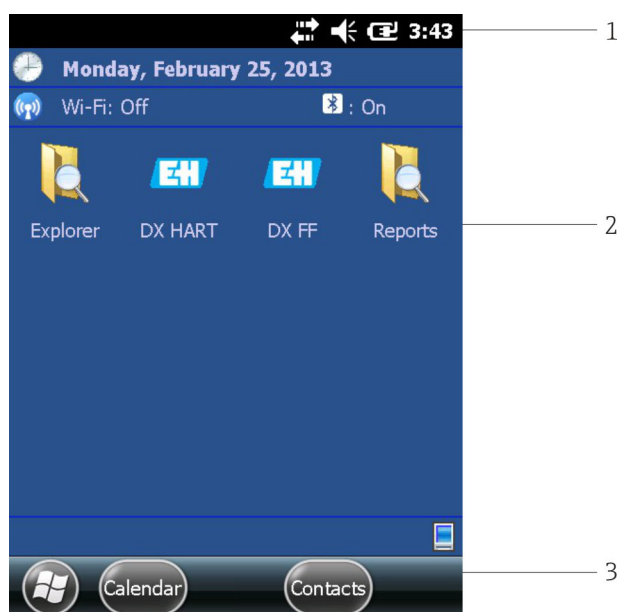 3:43 1
Monday, February 25, 2013
Wi-Fi: Off : On
EH EH
Explorer DX HART DX FF Reports 2
Calendar Contacts 3